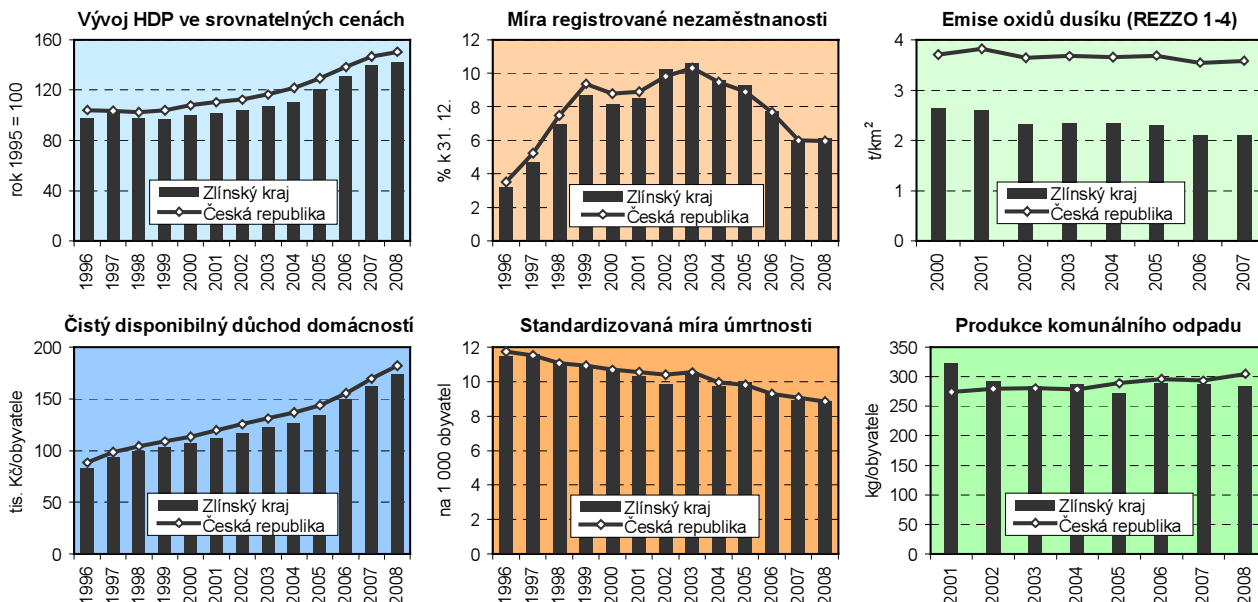 Vývoj HDP ve srovnatelných cenách
160
120
80
40
0
rok 1995 = 100
Zlínský kraj
Česká republika
1996 1997 1998 1999 2000 2001 2002 2003 2004 2005 2006 2007 2008
Míra registrované nezaměstnanosti
12
10
8
6
4
2
0
% k 31. 12.
Zlínský kraj
Česká republika
1996 1997 1998 1999 2000 2001 2002 2003 2004 2005 2006 2007 2008
Emise oxidů dusíku (REZZO 1-4)
4
3
2
1
0
t/km²
Zlínský kraj
Česká republika
2000 2001 2002 2003 2004 2005 2006 2007
Čistý disponibilný důchod domácností
200
150
100
50
0
tis. Kč/obyvatele
Zlínský kraj
Česká republika
1996 1997 1998 1999 2000 2001 2002 2003 2004 2005 2006 2007 2008
Standardizovaná míra úmrtnosti
12
10
8
6
4
2
0
na 1 000 obyvatel
Zlínský kraj
Česká republika
1996 1997 1998 1999 2000 2001 2002 2003 2004 2005 2006 2007 2008
Produkce komunálního odpadu
350
300
250
200
150
100
50
0
kg/obyvatele
Zlínský kraj
Česká republika
2001 2002 2003 2004 2005 2006 2007 2008